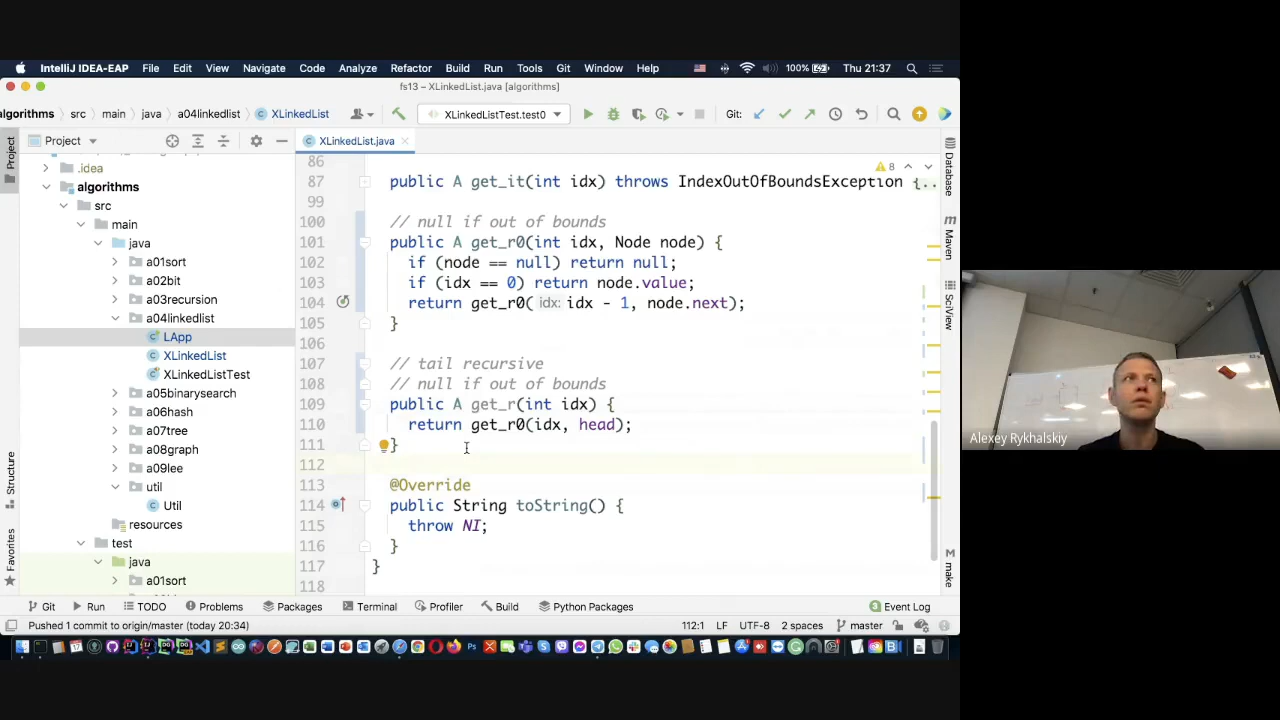 IntelliJ IDEA-EAP File Edit View Navigate Code Analyze Refactor Build Run Tools Git Window Help 100% Thu 21:37
fs13 – XLinkedList.java [algorithms]
algorithms src main java a04linkedlist XLinkedList XLinkedListTest.test0 Git:
Project XLinkedList.java
.idea
algorithms
src
main
java
a01sort
a02bit
a03recursion
a04linkedlist
LApp
XLinkedList
XLinkedListTest
a05binarysearch
a06hash
a07tree
a08graph
a09lee
util
Util
resources
test
java
a01sort
Project
Structure
Favorites
8
86
87 public A get_it(int idx) throws IndexOutOfBoundsException {..
99
100 // null if out of bounds
101 public A get_r0(int idx, Node node) {
102 if (node == null) return null;
103 if (idx == 0) return node.value;
104 return get_r0( idx: idx - 1, node.next);
105 }
106
107 // tail recursive
108 // null if out of bounds
109 public A get_r(int idx) {
110 return get_r0(idx, head);
111 }
112
113 @Override
114 public String toString() {
115 throw NI;
116 }
117 }
118
Database
m
Maven
SciView
M
make
Git Run TODO Problems Packages Terminal Profiler Build Python Packages 3 Event Log
Pushed 1 commit to origin/master (today 20:34) 112:1 LF UTF-8 2 spaces master
Alexey Rykhalskiy